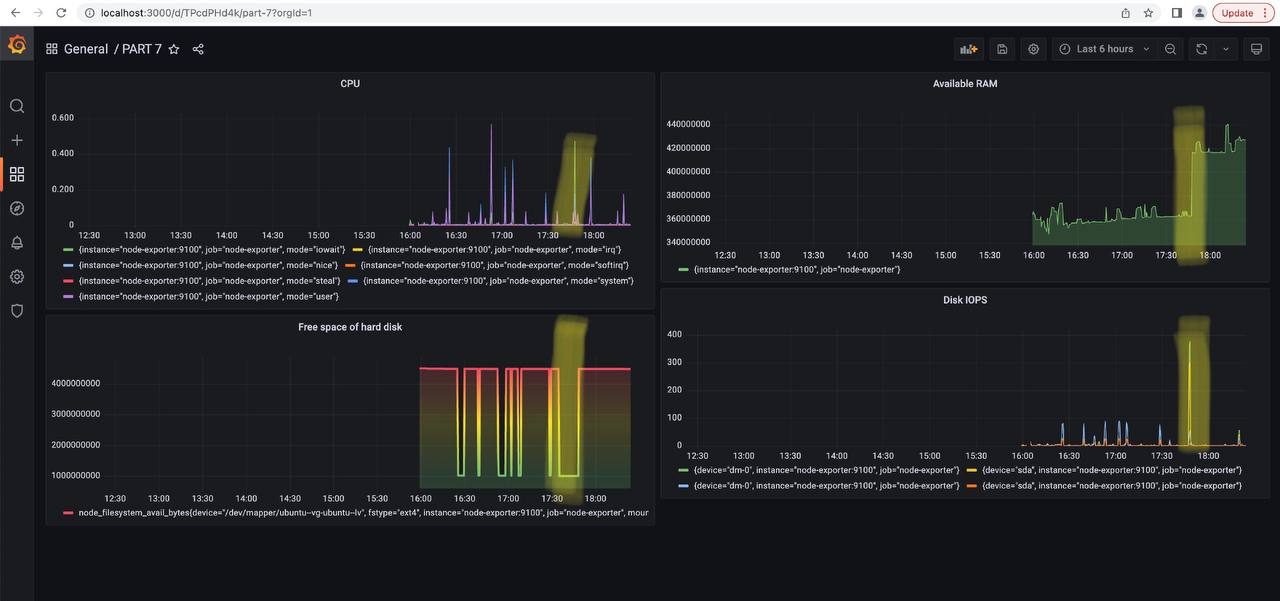 localhost:3000/d/TPcdPHd4k/part-7?orgId=1
Update
General / PART 7
Last 6 hours
CPU
0.600
0.400
0.200
0
12:30 13:00 13:30 14:00 14:30 15:00 15:30 16:00 16:30 17:00 17:30 18:00
{instance="node-exporter:9100", job="node-exporter", mode="iowait"} {instance="node-exporter:9100", job="node-exporter", mode="irq"}
{instance="node-exporter:9100", job="node-exporter", mode="nice"} {instance="node-exporter:9100", job="node-exporter", mode="softirq"}
{instance="node-exporter:9100", job="node-exporter", mode="steal"} {instance="node-exporter:9100", job="node-exporter", mode="system"}
{instance="node-exporter:9100", job="node-exporter", mode="user"}
Available RAM
440000000
420000000
400000000
380000000
360000000
340000000
12:30 13:00 13:30 14:00 14:30 15:00 15:30 16:00 16:30 17:00 17:30 18:00
{instance="node-exporter:9100", job="node-exporter"}
Free space of hard disk
4000000000
3000000000
2000000000
1000000000
12:30 13:00 13:30 14:00 14:30 15:00 15:30 16:00 16:30 17:00 17:30 18:00
node_filesystem_avail_bytes{device="/dev/mapper/ubuntu--vg-ubuntu--lv", fstype="ext4", instance="node-exporter:9100", job="node-exporter", moun
Disk IOPS
400
300
200
100
0
12:30 13:00 13:30 14:00 14:30 15:00 15:30 16:00 16:30 17:00 17:30 18:00
{device="dm-0", instance="node-exporter:9100", job="node-exporter"} {device="sda", instance="node-exporter:9100", job="node-exporter"}
{device="dm-0", instance="node-exporter:9100", job="node-exporter"} {device="sda", instance="node-exporter:9100", job="node-exporter"}